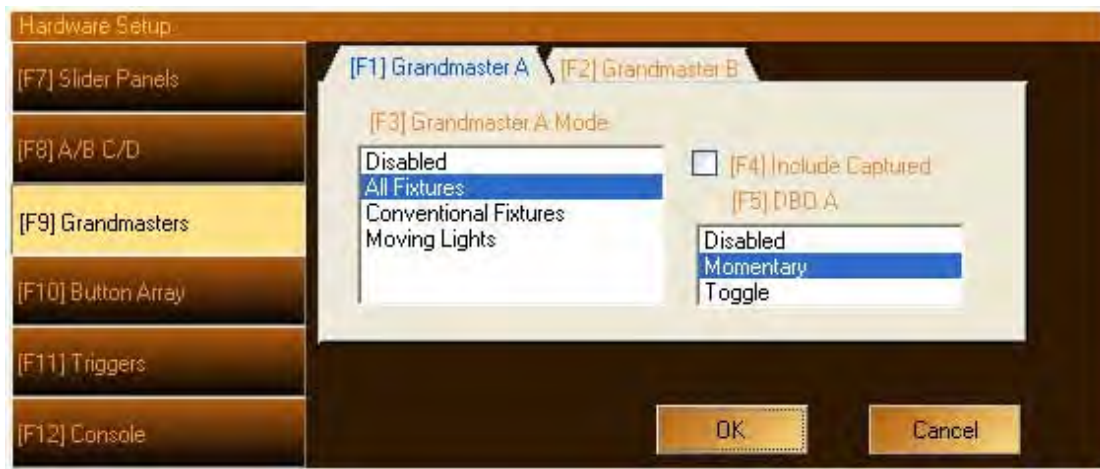 Hardware Setup
[F7] Slider Panels
[F8] A/B C/D
[F9] Grandmasters
[F10] Button Array
[F11] Triggers
[F12] Console
[F1] Grandmaster A
[F2] Grandmaster B
[F3] Grandmaster A Mode
Disabled
All Fixtures
Conventional Fixtures
Moving Lights
[F4] Include Captured
[F5] DBO A
Disabled
Momentary
Toggle
OK
Cancel